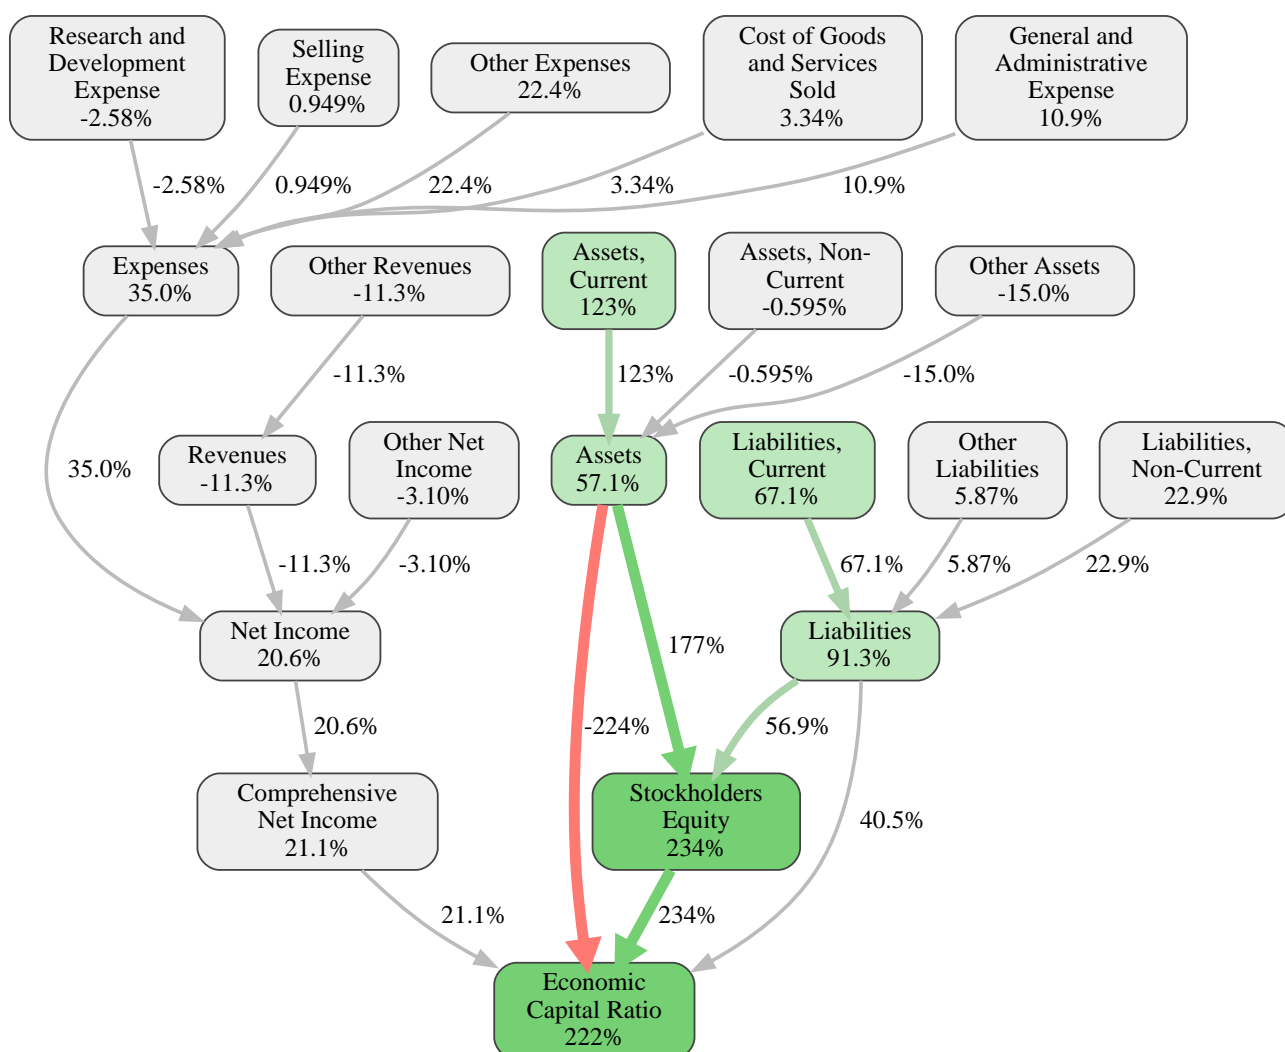 Research and
Development
Expense
-2.58%
Selling
Expense
0.949%
Other Expenses
22.4%
Cost of Goods
and Services
Sold
3.34%
General and
Administrative
Expense
10.9%
-2.58%
0.949%
22.4%
3.34%
10.9%
Expenses
35.0%
Other Revenues
-11.3%
Assets,
Current
123%
Assets, Non-
Current
-0.595%
Other Assets
-15.0%
-11.3%
123%
-0.595%
-15.0%
35.0%
Revenues
-11.3%
Other Net
Income
-3.10%
Assets
57.1%
Liabilities,
Current
67.1%
Other
Liabilities
5.87%
Liabilities,
Non-Current
22.9%
-11.3%
-3.10%
67.1%
5.87%
22.9%
Net Income
20.6%
177%
Liabilities
91.3%
20.6%
-224%
56.9%
Comprehensive
Net Income
21.1%
Stockholders
Equity
234%
40.5%
21.1%
234%
Economic
Capital Ratio
222%